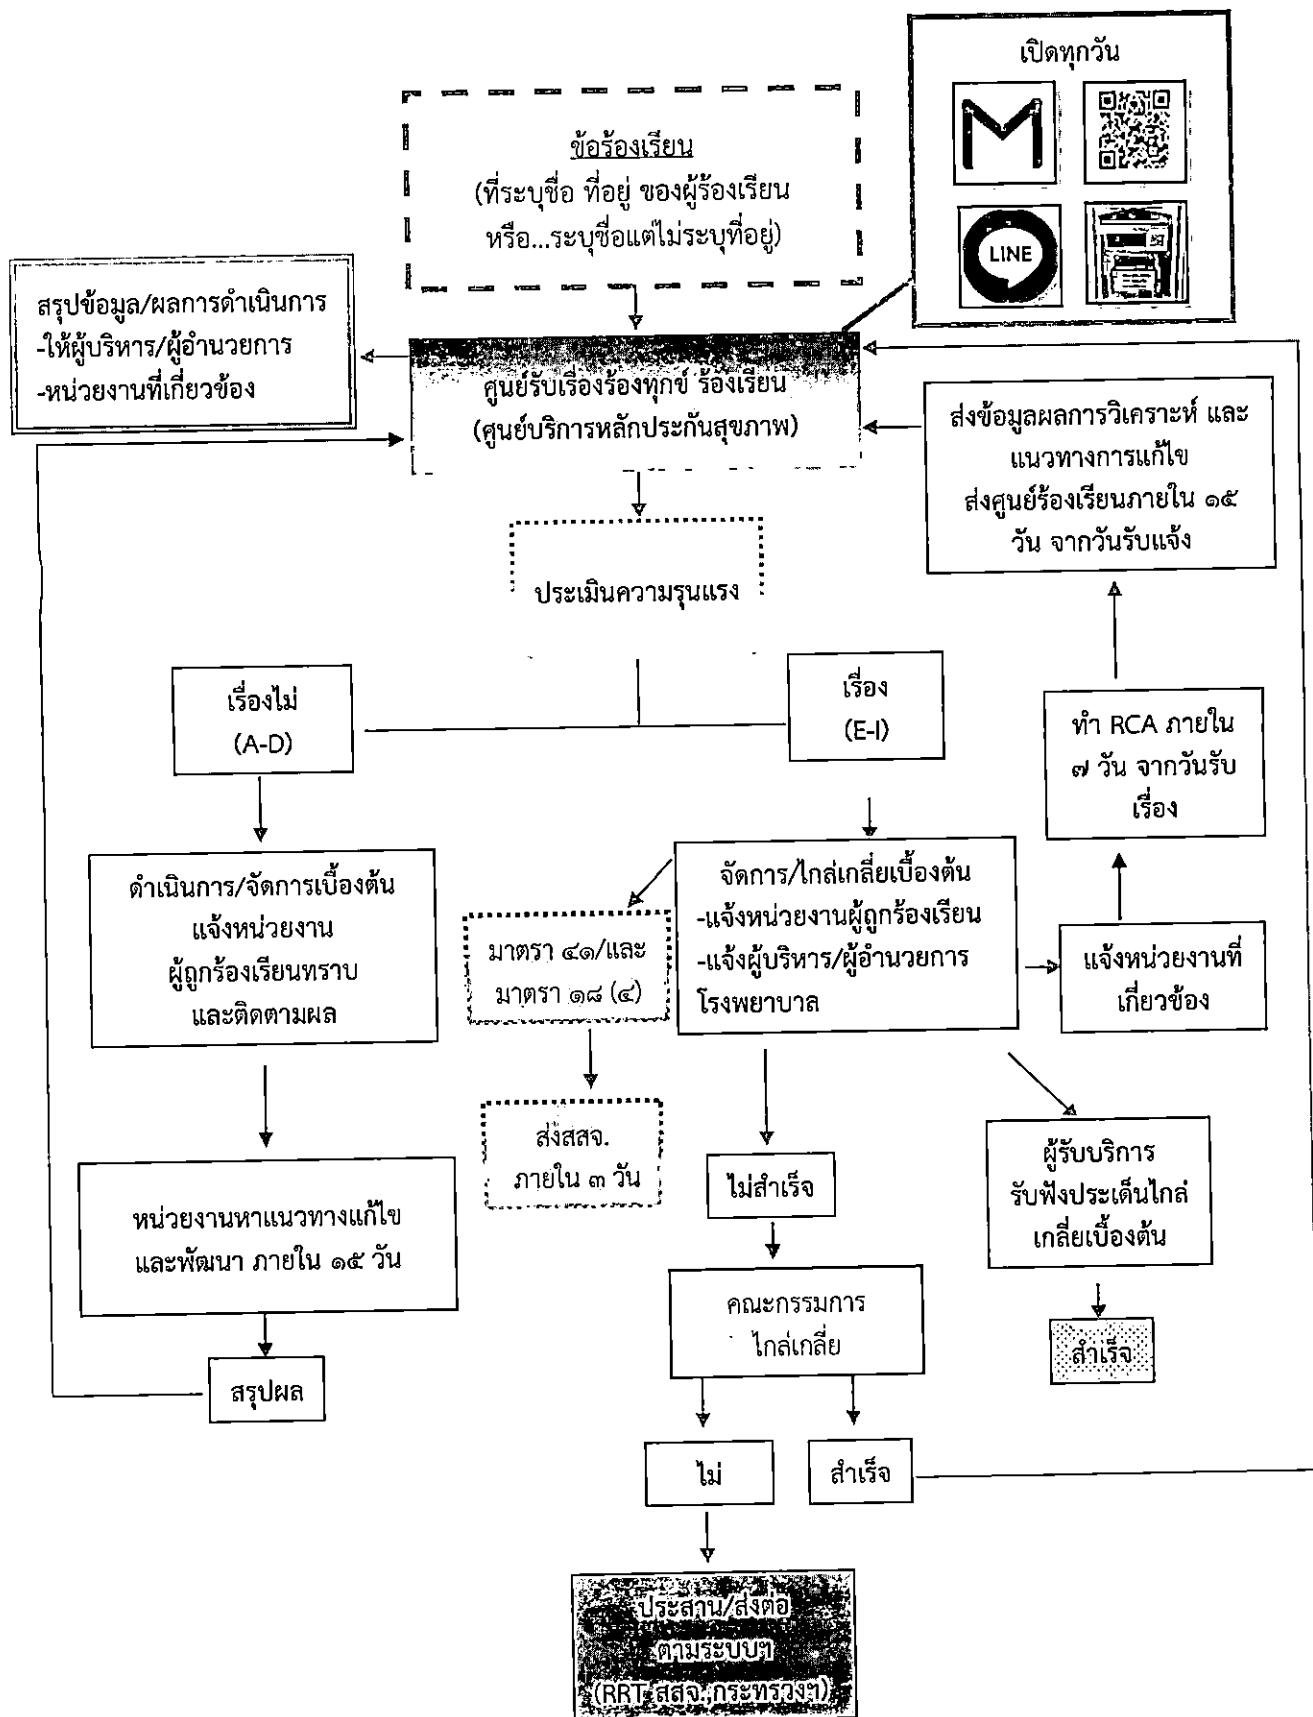 เปิดทุกวัน
LINE
ข้อร้องเรียน
(ที่ระบุชื่อ ที่อยู่ ของผู้ร้องเรียน
หรือ...ระบุชื่อแต่ไม่ระบุที่อยู่)
สรุปข้อมูล/ผลการดำเนินการ
-ให้ผู้บริหาร/ผู้อำนวยการ
-หน่วยงานที่เกี่ยวข้อง
ศูนย์รับเรื่องร้องทุกข์ ร้องเรียน
(ศูนย์บริการหลักประกันสุขภาพ)
ส่งข้อมูลผลการวิเคราะห์ และ
แนวทางการแก้ไข
ส่งศูนย์ร้องเรียนภายใน ๑๕
วัน จากวันรับแจ้ง
ประเมินความรุนแรง
เรื่องไม่
(A-D)
เรื่อง
(E-I)
ทำ RCA ภายใน
๗ วัน จากวันรับ
เรื่อง
ดำเนินการ/จัดการเบื้องต้น
แจ้งหน่วยงาน
ผู้ถูกร้องเรียนทราบ
และติดตามผล
จัดการ/ไกล่เกลี่ยเบื้องต้น
-แจ้งหน่วยงานผู้ถูกร้องเรียน
-แจ้งผู้บริหาร/ผู้อำนวยการ
โรงพยาบาล
มาตรา ๔๑/และ
มาตรา ๑๘ (๔)
แจ้งหน่วยงานที่
เกี่ยวข้อง
ส่งสสจ.
ภายใน ๓ วัน
ไม่สำเร็จ
ผู้รับบริการ
รับฟังประเด็นไกล่
เกลี่ยเบื้องต้น
หน่วยงานหาแนวทางแก้ไข
และพัฒนา ภายใน ๑๕ วัน
คณะกรรมการ
ไกล่เกลี่ย
สำเร็จ
สรุปผล
ไม่
สำเร็จ
ประสาน/ส่งต่อ
ตามระบบฯ
(RRT สสจ.,กระทรวงฯ)